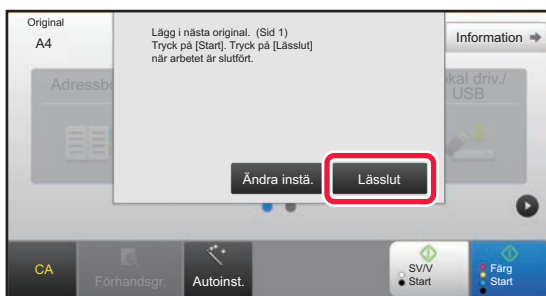 Original
A4
Lägg i nästa original. (Sid 1)
Tryck på [Start]. Tryck på [Lässlut]
när arbetet är slutfört.
Information
Adressb
kal driv./
USB
Ändra instä.
Lässlut
CA
Förhandsgr.
Autoinst.
SV/V
Start
Färg
Start